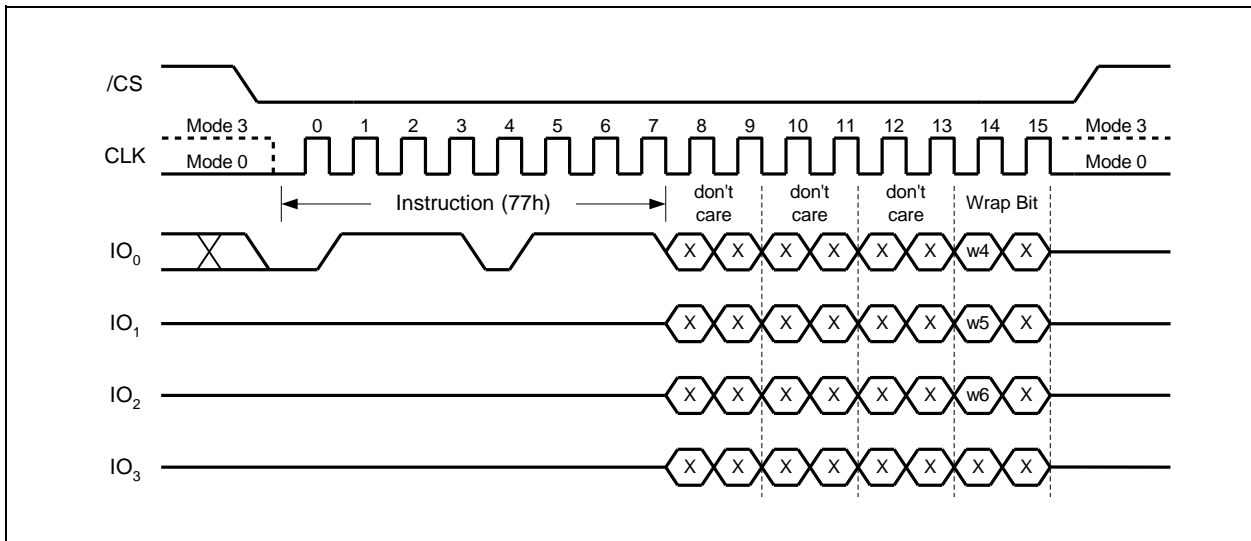 /CS
Mode 3 0 1 2 3 4 5 6 7 8 9 10 11 12 13 14 15 Mode 3
CLK Mode 0 Mode 0
Instruction (77h) don't care don't care don't care Wrap Bit
IO0 X X X X X X w4 X
IO1 X X X X X X w5 X
IO2 X X X X X X w6 X
IO3 X X X X X X X X